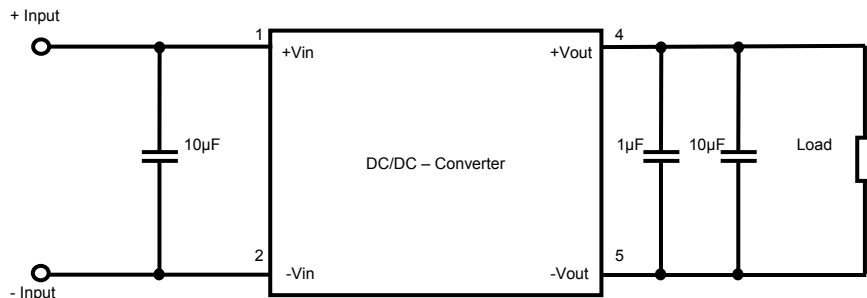 + Input
1
4
+Vin
+Vout
10µF
1µF
10µF
Load
DC/DC – Converter
2
5
-Vin
-Vout
- Input